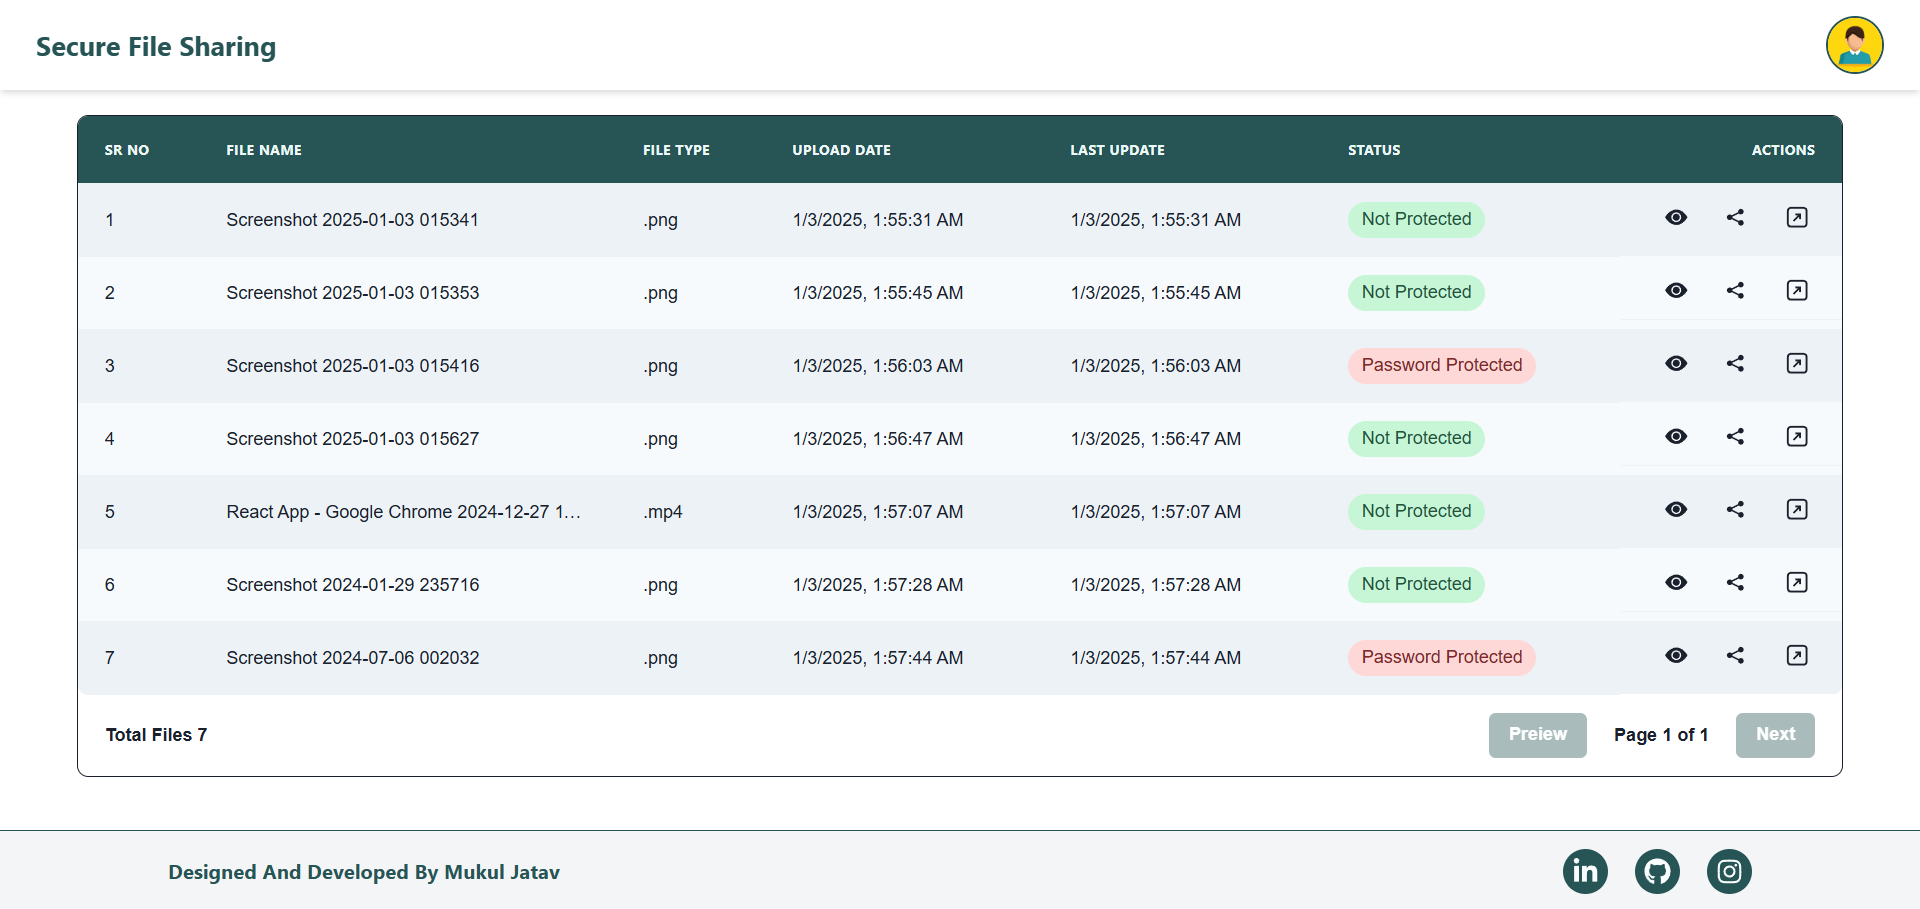 Secure File Sharing
SR NO FILE NAME FILE TYPE UPLOAD DATE LAST UPDATE STATUS ACTIONS
1 Screenshot 2025-01-03 015341 .png 1/3/2025, 1:55:31 AM 1/3/2025, 1:55:31 AM Not Protected
2 Screenshot 2025-01-03 015353 .png 1/3/2025, 1:55:45 AM 1/3/2025, 1:55:45 AM Not Protected
3 Screenshot 2025-01-03 015416 .png 1/3/2025, 1:56:03 AM 1/3/2025, 1:56:03 AM Password Protected
4 Screenshot 2025-01-03 015627 .png 1/3/2025, 1:56:47 AM 1/3/2025, 1:56:47 AM Not Protected
5 React App - Google Chrome 2024-12-27 1... .mp4 1/3/2025, 1:57:07 AM 1/3/2025, 1:57:07 AM Not Protected
6 Screenshot 2024-01-29 235716 .png 1/3/2025, 1:57:28 AM 1/3/2025, 1:57:28 AM Not Protected
7 Screenshot 2024-07-06 002032 .png 1/3/2025, 1:57:44 AM 1/3/2025, 1:57:44 AM Password Protected
Total Files 7 Preiew Page 1 of 1 Next
Designed And Developed By Mukul Jatav in